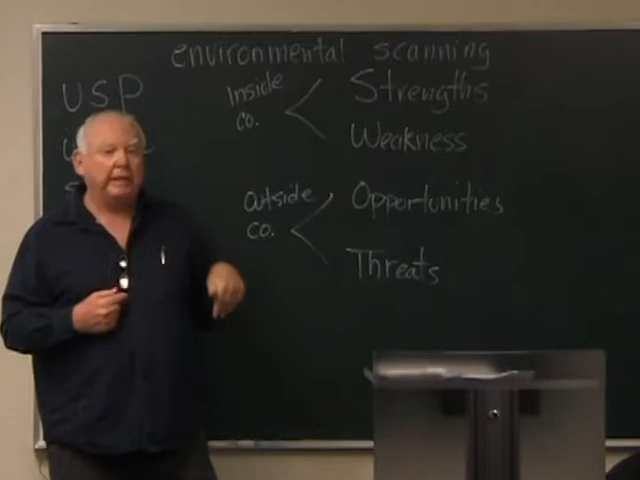 environmental scanning
USP
Inside
Co.
Strengths
Weakness
Outside
Co.
Opportunities
Threats